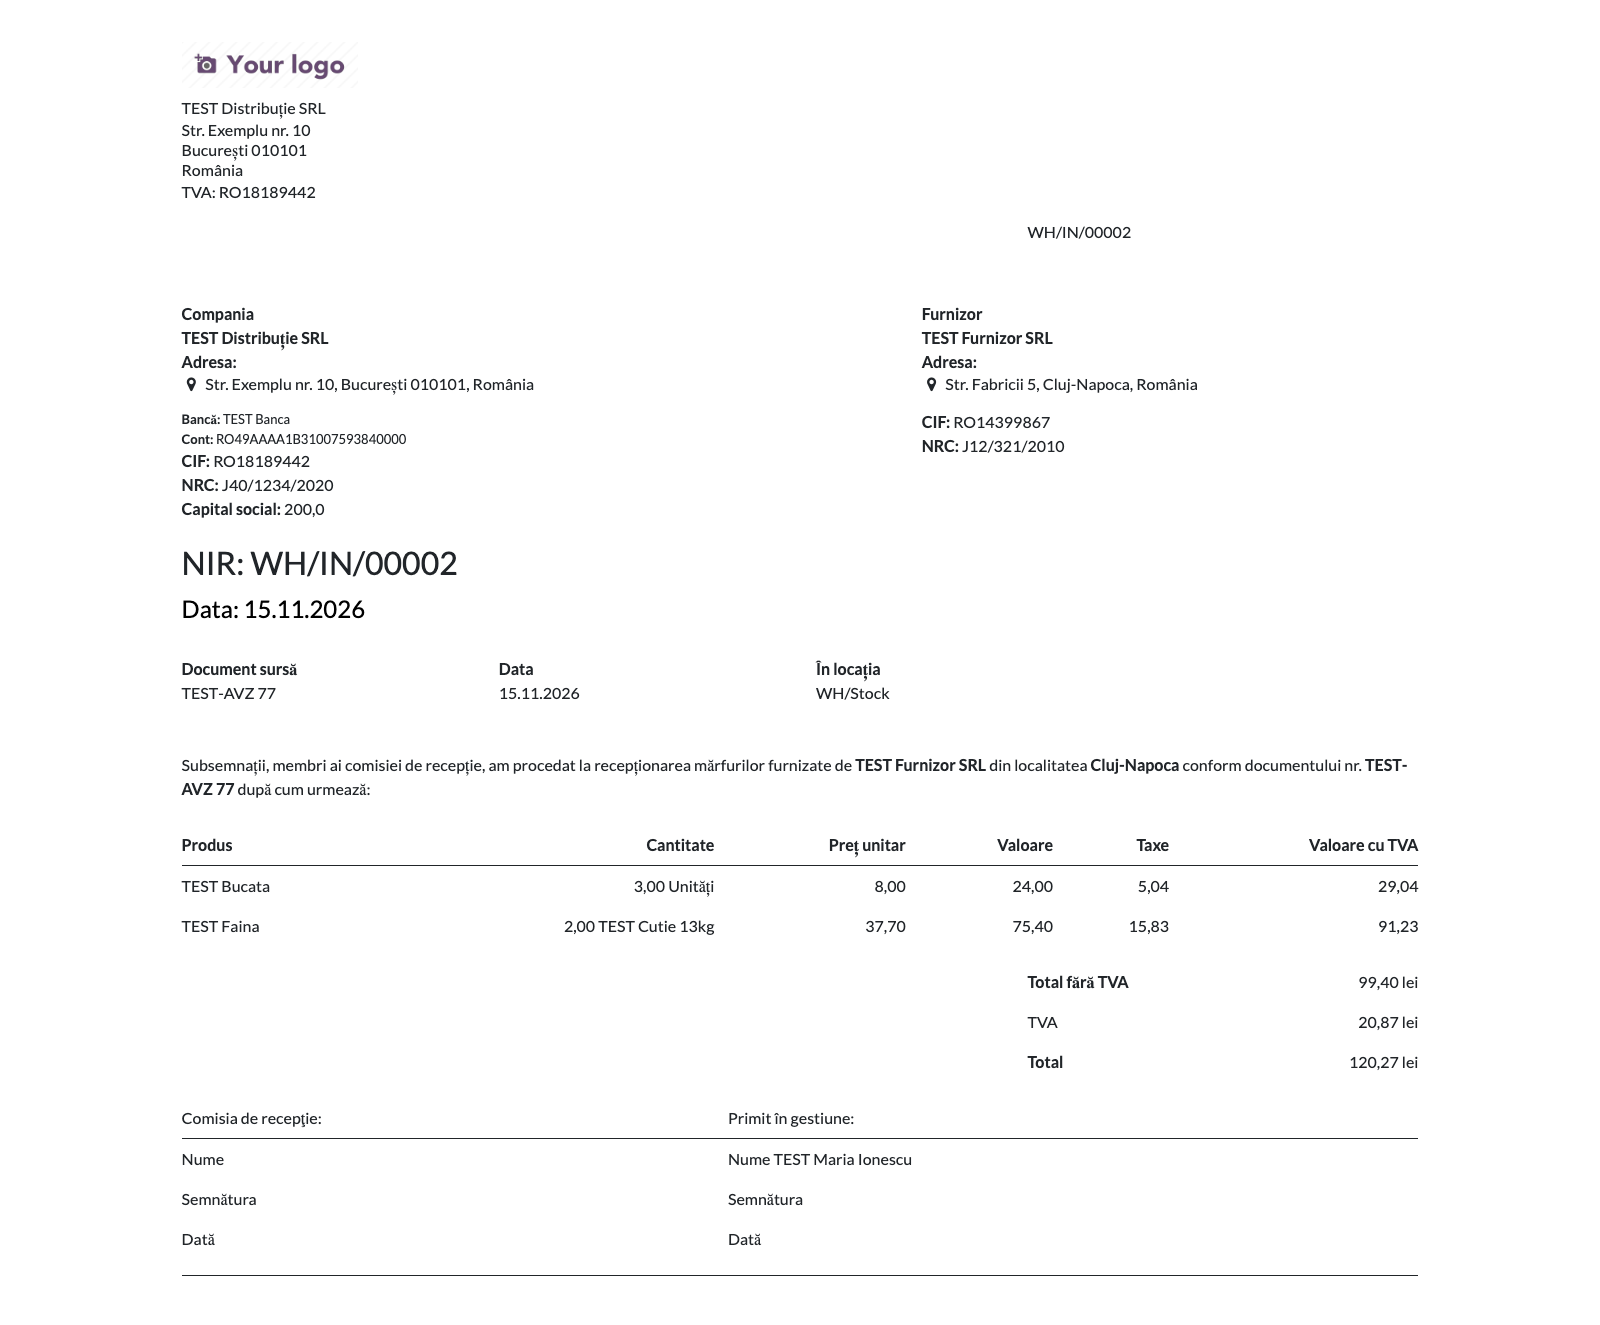 Your logo
TEST Distribuție SRL
Str. Exemplu nr. 10
București 010101
România
TVA: RO18189442
WH/IN/00002
Compania
TEST Distribuție SRL
Adresa:
Str. Exemplu nr. 10, București 010101, România
Bancă: TEST Banca
Cont: RO49AAAA1B31007593840000
CIF: RO18189442
NRC: J40/1234/2020
Capital social: 200,0
Furnizor
TEST Furnizor SRL
Adresa:
Str. Fabricii 5, Cluj-Napoca, România
CIF: RO14399867
NRC: J12/321/2010
NIR: WH/IN/00002
Data: 15.11.2026
Document sursă Data În locația
TEST-AVZ 77 15.11.2026 WH/Stock
Subsemnații, membri ai comisiei de recepție, am procedat la recepționarea mărfurilor furnizate de TEST Furnizor SRL din localitatea Cluj-Napoca conform documentului nr. TEST-
AVZ 77 după cum urmează:
Produs Cantitate Preț unitar Valoare Taxe Valoare cu TVA
TEST Bucata 3,00 Unități 8,00 24,00 5,04 29,04
TEST Faina 2,00 TEST Cutie 13kg 37,70 75,40 15,83 91,23
Total fără TVA 99,40 lei
TVA 20,87 lei
Total 120,27 lei
Comisia de recepție: Primit în gestiune:
Nume Nume TEST Maria Ionescu
Semnătura Semnătura
Dată Dată